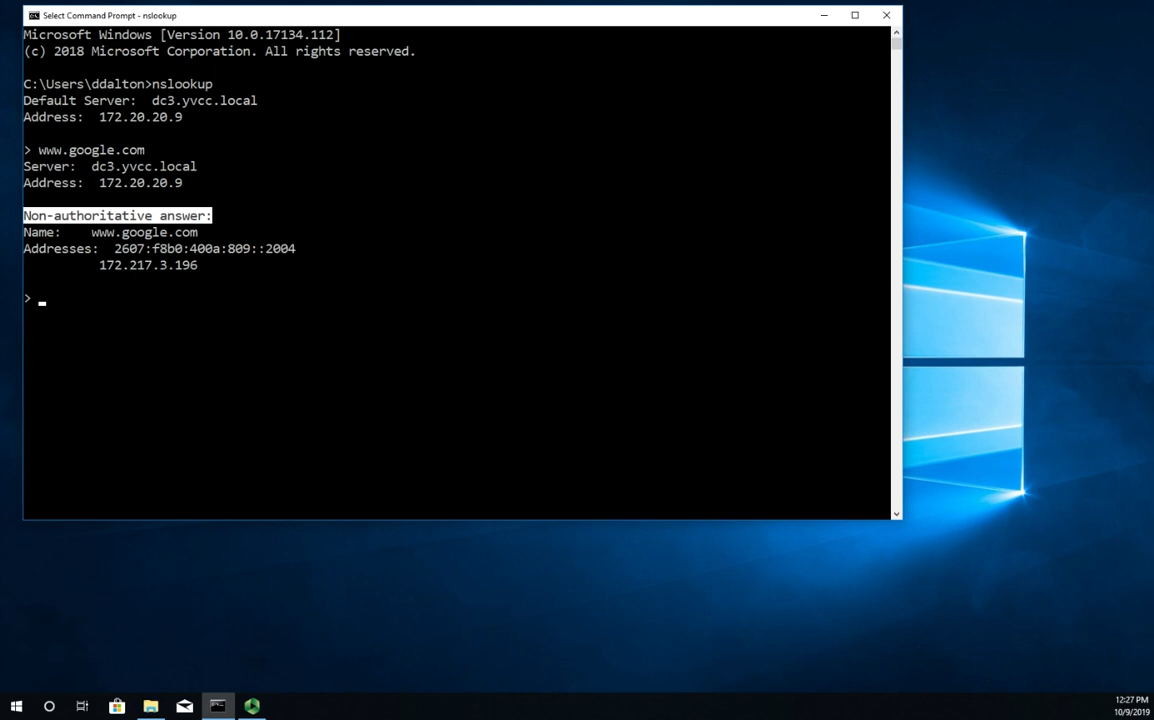 Select Command Prompt - nslookup
Microsoft Windows [Version 10.0.17134.112]
(c) 2018 Microsoft Corporation. All rights reserved.
C:\Users\ddalton>nslookup
Default Server:  dc3.yvcc.local
Address:  172.20.20.9
> www.google.com
Server:  dc3.yvcc.local
Address:  172.20.20.9
Non-authoritative answer:
Name:    www.google.com
Addresses:  2607:f8b0:400a:809::2004
172.217.3.196
>
12:27 PM
10/9/2019